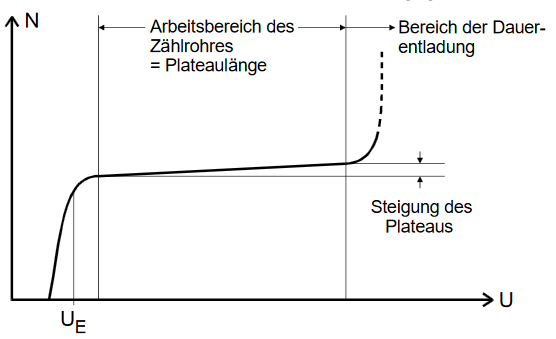 N
Arbeitsbereich des
Zählrohres
= Plateaulänge
Bereich der Dauer-
entladung
Steigung des
Plateaus
U
UE